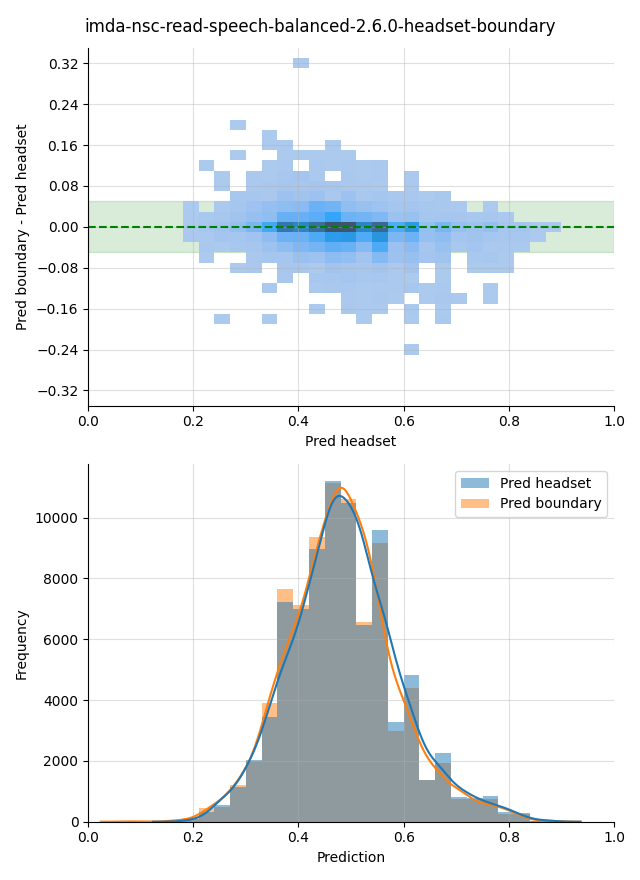 imda-nsc-read-speech-balanced-2.6.0-headset-boundary
0.32
0.24
0.16
0.08
0.00
−0.08
−0.16
−0.24
−0.32
Pred boundary - Pred headset
0.0 0.2 0.4 0.6 0.8 1.0
Pred headset
Pred headset
Pred boundary
10000
8000
6000
4000
2000
0
Frequency
0.0 0.2 0.4 0.6 0.8 1.0
Prediction